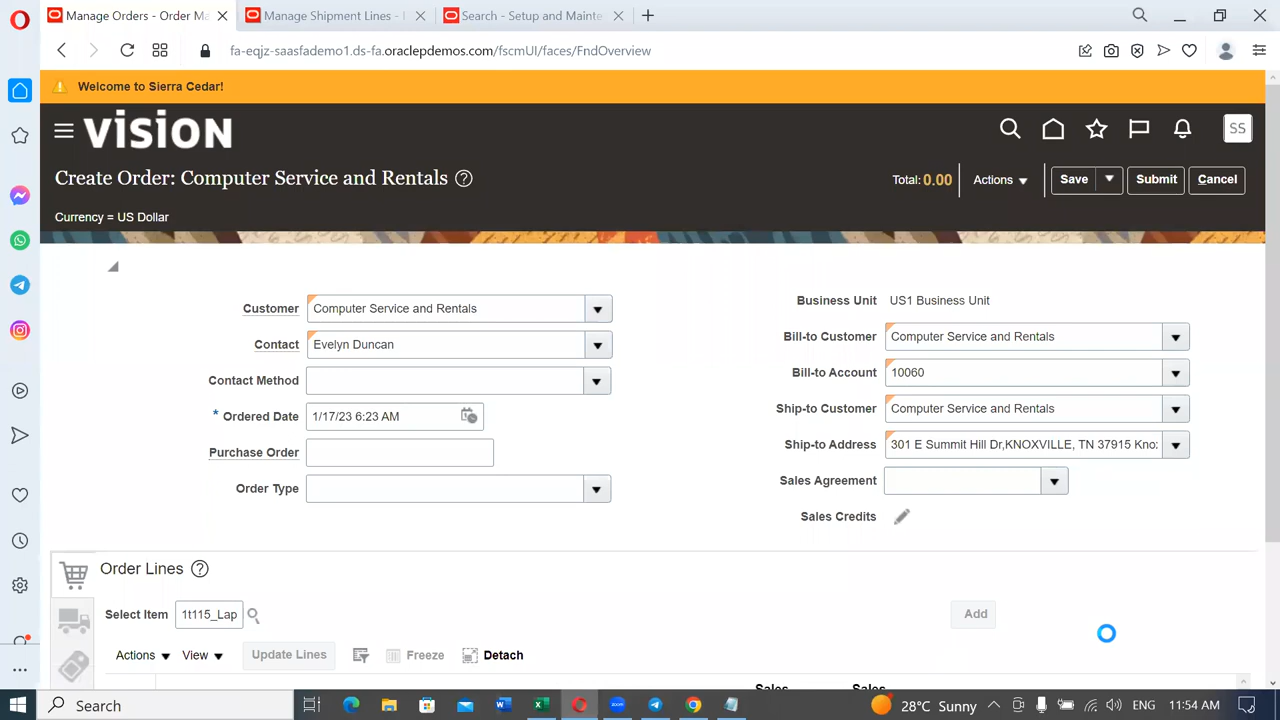 Manage Orders - Order Ma
Manage Shipment Lines -
Search - Setup and Mainte
fa-eqjz-saasfademo1.ds-fa.oraclepdemos.com/fscmUI/faces/FndOverview
Welcome to Sierra Cedar!
VISION
SS
Create Order: Computer Service and Rentals
Total: 0.00
Actions
Save
Submit
Cancel
Currency = US Dollar
Customer Computer Service and Rentals
Business Unit US1 Business Unit
Contact Evelyn Duncan
Bill-to Customer Computer Service and Rentals
Contact Method
Bill-to Account 10060
* Ordered Date 1/17/23 6:23 AM
Ship-to Customer Computer Service and Rentals
Purchase Order
Ship-to Address 301 E Summit Hill Dr,KNOXVILLE, TN 37915 Kno
Order Type
Sales Agreement
Sales Credits
Order Lines
Select Item 1t115_Lap
Add
Actions View Update Lines Freeze Detach
Sales Sales
Search
28°C Sunny
ENG 11:54 AM